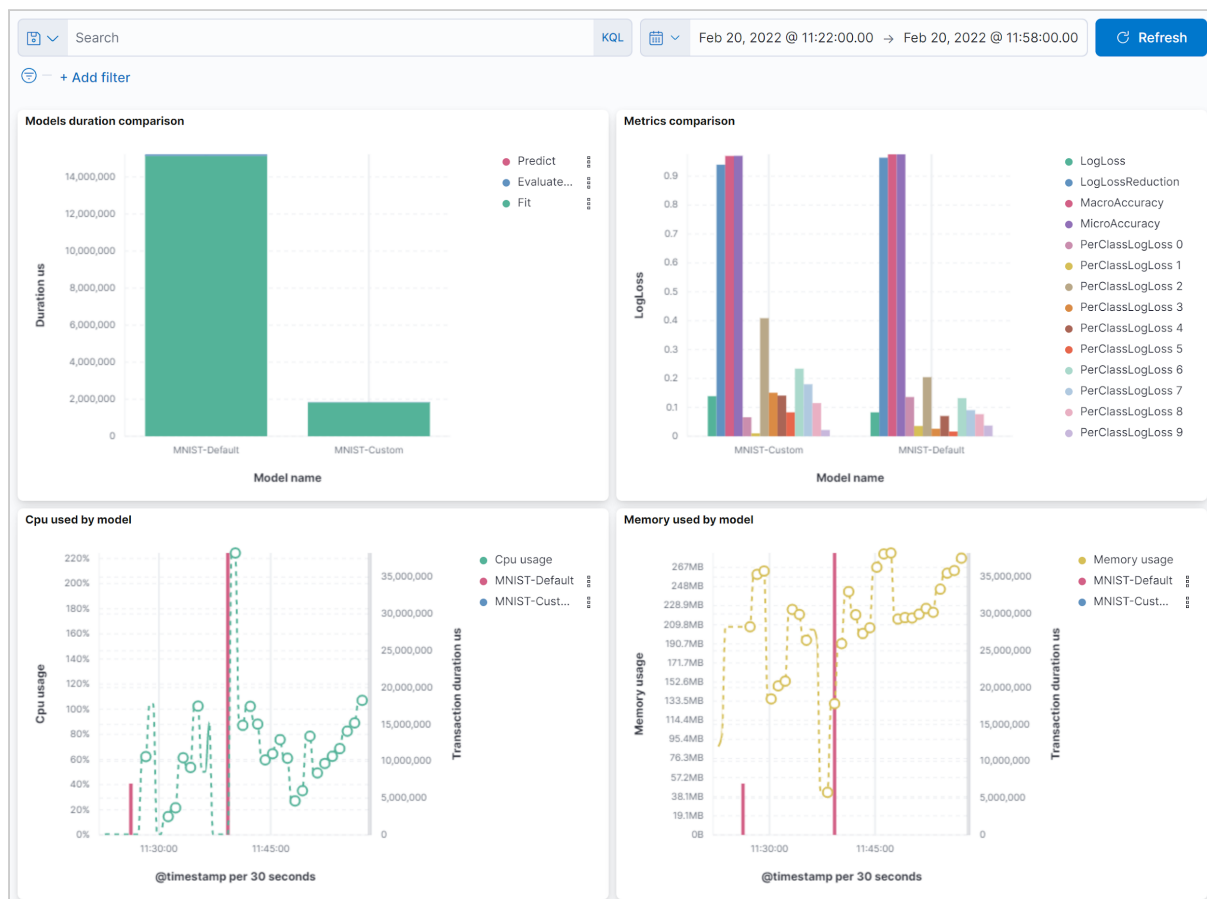 Search
KQL
Feb 20, 2022 @ 11:22:00.00 → Feb 20, 2022 @ 11:58:00.00
Refresh
+ Add filter
Models duration comparison
14,000,000
12,000,000
10,000,000
8,000,000
6,000,000
4,000,000
2,000,000
0
Duration us
MNIST-Default
MNIST-Custom
Model name
Predict
Evaluate...
Fit
Metrics comparison
0.9
0.8
0.7
0.6
0.5
0.4
0.3
0.2
0.1
0
LogLoss
MNIST-Custom
MNIST-Default
Model name
LogLoss
LogLossReduction
MacroAccuracy
MicroAccuracy
PerClassLogLoss 0
PerClassLogLoss 1
PerClassLogLoss 2
PerClassLogLoss 3
PerClassLogLoss 4
PerClassLogLoss 5
PerClassLogLoss 6
PerClassLogLoss 7
PerClassLogLoss 8
PerClassLogLoss 9
Cpu used by model
220%
200%
180%
160%
140%
120%
100%
80%
60%
40%
20%
0%
Cpu usage
35,000,000
30,000,000
25,000,000
20,000,000
15,000,000
10,000,000
5,000,000
0
Transaction duration us
11:30:00
11:45:00
@timestamp per 30 seconds
Cpu usage
MNIST-Default
MNIST-Cust...
Memory used by model
267MB
248MB
228.9MB
209.8MB
190.7MB
171.7MB
152.6MB
133.5MB
114.4MB
95.4MB
76.3MB
57.2MB
38.1MB
19.1MB
0B
Memory usage
35,000,000
30,000,000
25,000,000
20,000,000
15,000,000
10,000,000
5,000,000
0
Transaction duration us
11:30:00
11:45:00
@timestamp per 30 seconds
Memory usage
MNIST-Default
MNIST-Cust...